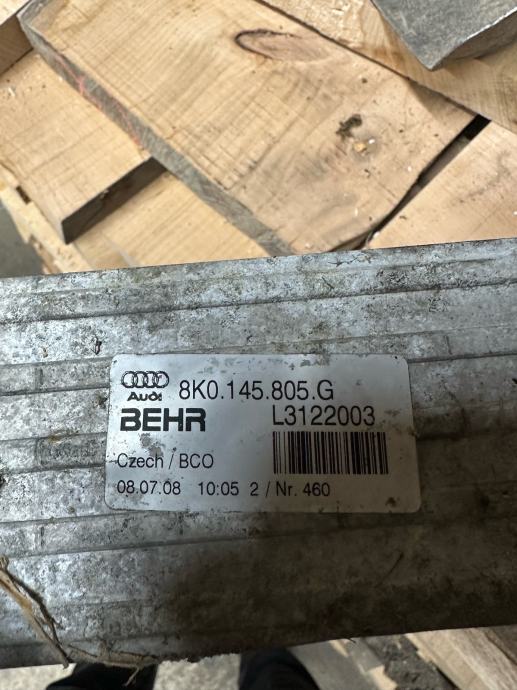 8K0.145.805.G
Audi
BEHR L3122003
Czech / BCO
08.07.08 10:05 2 / Nr. 460